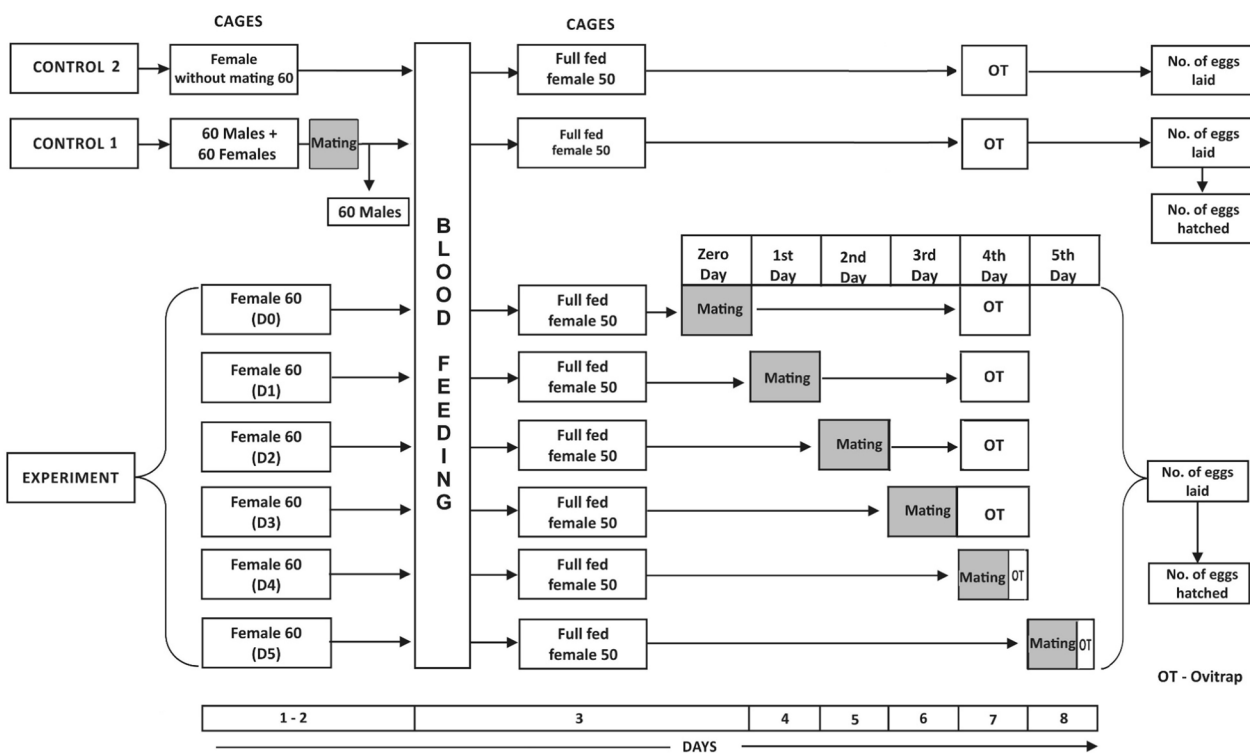 CAGES
CAGES
CONTROL 2
Female
without mating 60
Full fed
female 50
OT
No. of eggs
laid
CONTROL 1
60 Males +
60 Females
Mating
60 Males
Full fed
female 50
OT
No. of eggs
laid
No. of eggs
hatched
BLOOD FEEDING
Zero
Day
1st
Day
2nd
Day
3rd
Day
4th
Day
5th
Day
EXPERIMENT
Female 60
(D0)
Full fed
female 50
Mating
OT
Female 60
(D1)
Full fed
female 50
Mating
OT
Female 60
(D2)
Full fed
female 50
Mating
OT
Female 60
(D3)
Full fed
female 50
Mating
OT
Female 60
(D4)
Full fed
female 50
Mating
OT
Female 60
(D5)
Full fed
female 50
Mating
OT
No. of eggs
laid
No. of eggs
hatched
OT - Ovitrap
1 - 2
3
4
5
6
7
8
DAYS